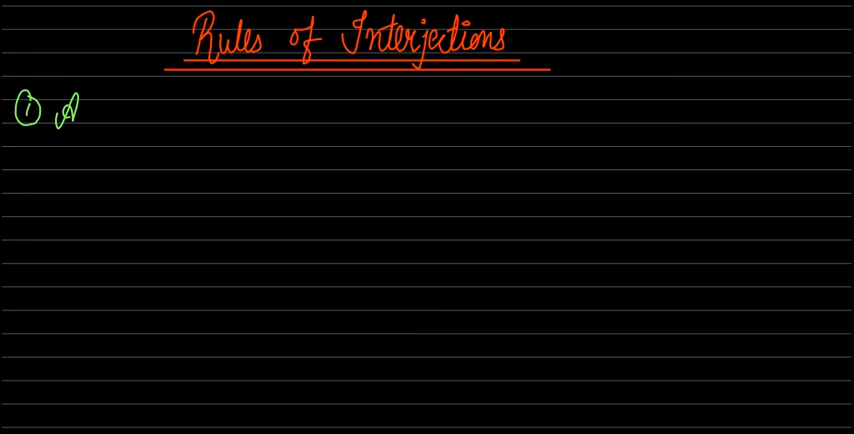 Rules of Interjections
(i) A